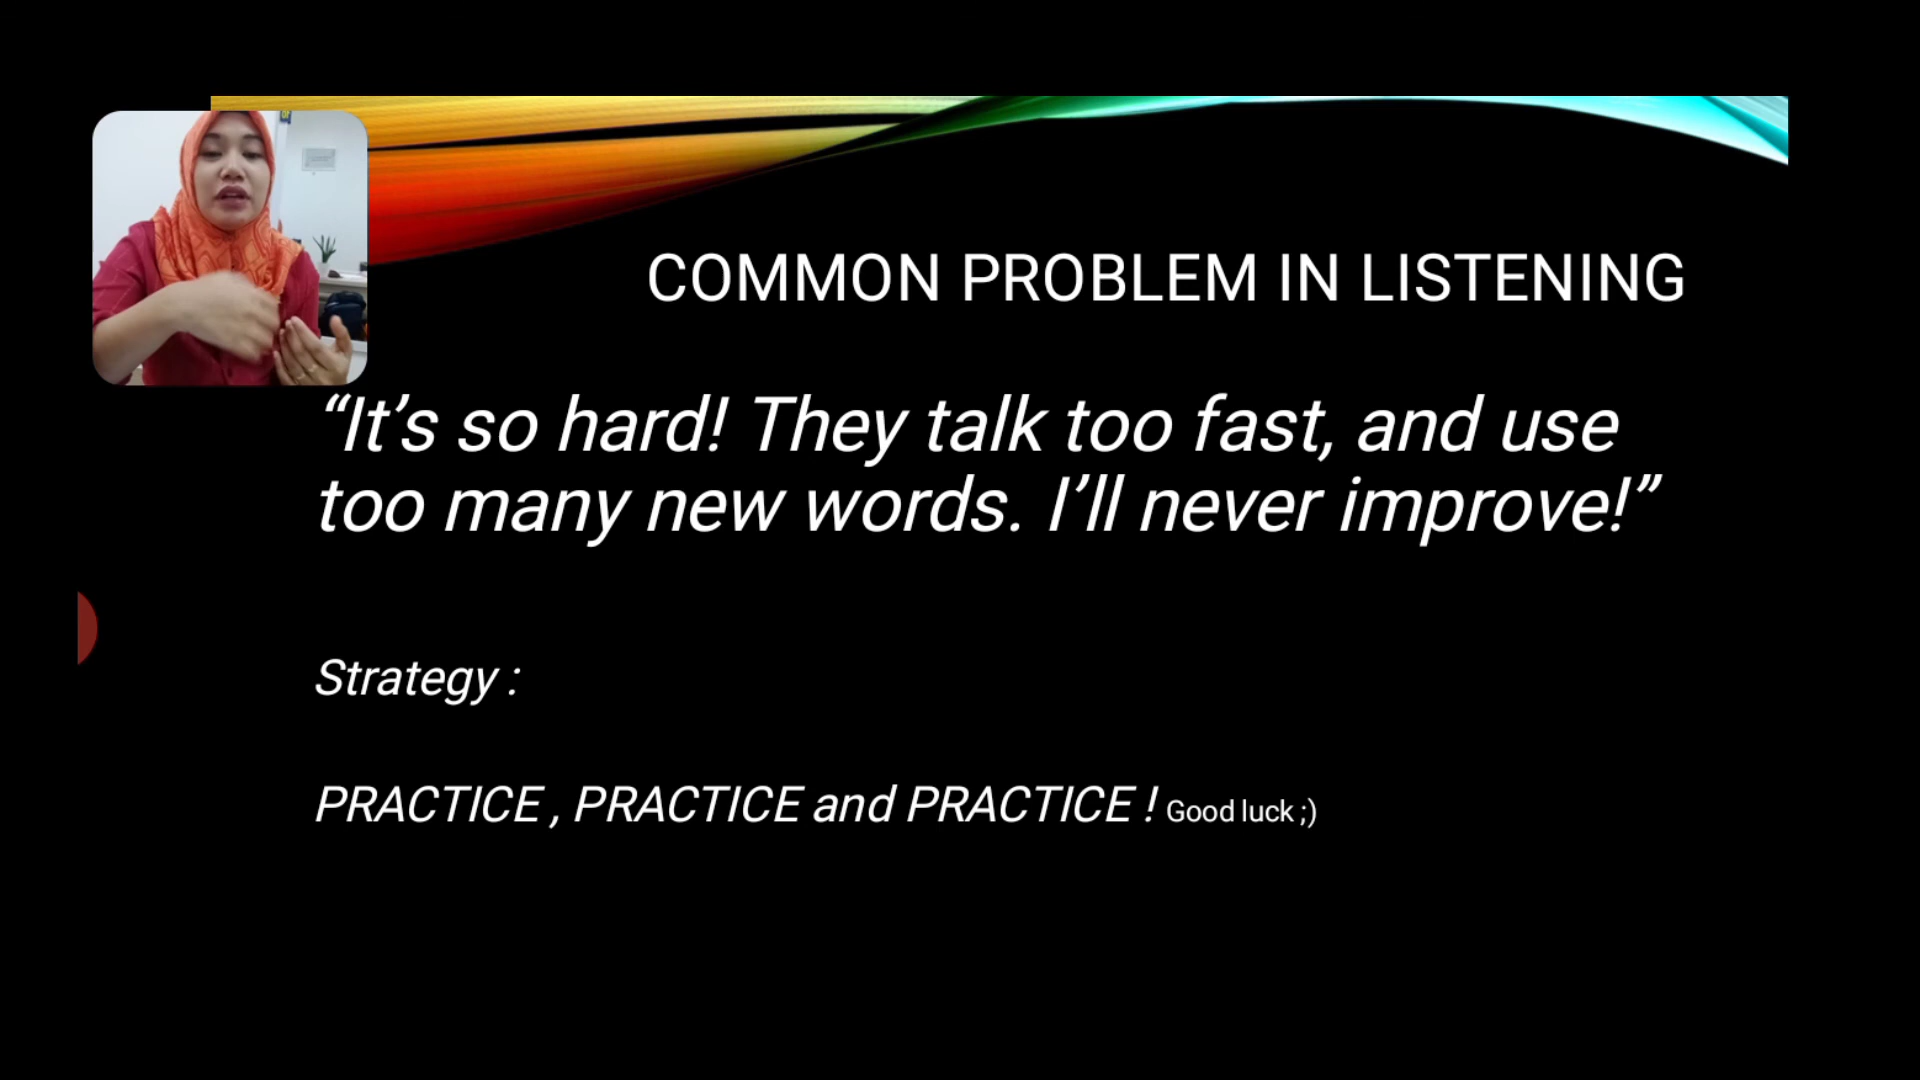 COMMON PROBLEM IN LISTENING
“It’s so hard! They talk too fast, and use
too many new words. I’ll never improve!”
Strategy :
PRACTICE , PRACTICE and PRACTICE ! Good luck ;)